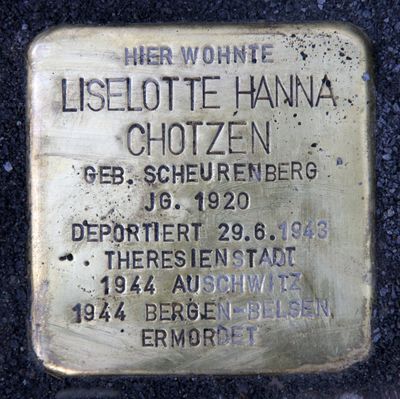 HIER WOHNTE
LISELOTTE HANNA
CHOTZEN
GEB. SCHEURENBERG
JG. 1920
DEPORTIERT 29.6.1943
THERESIENSTADT
1944 AUSCHWITZ
1944 BERGEN-BELSEN
ERMORDET